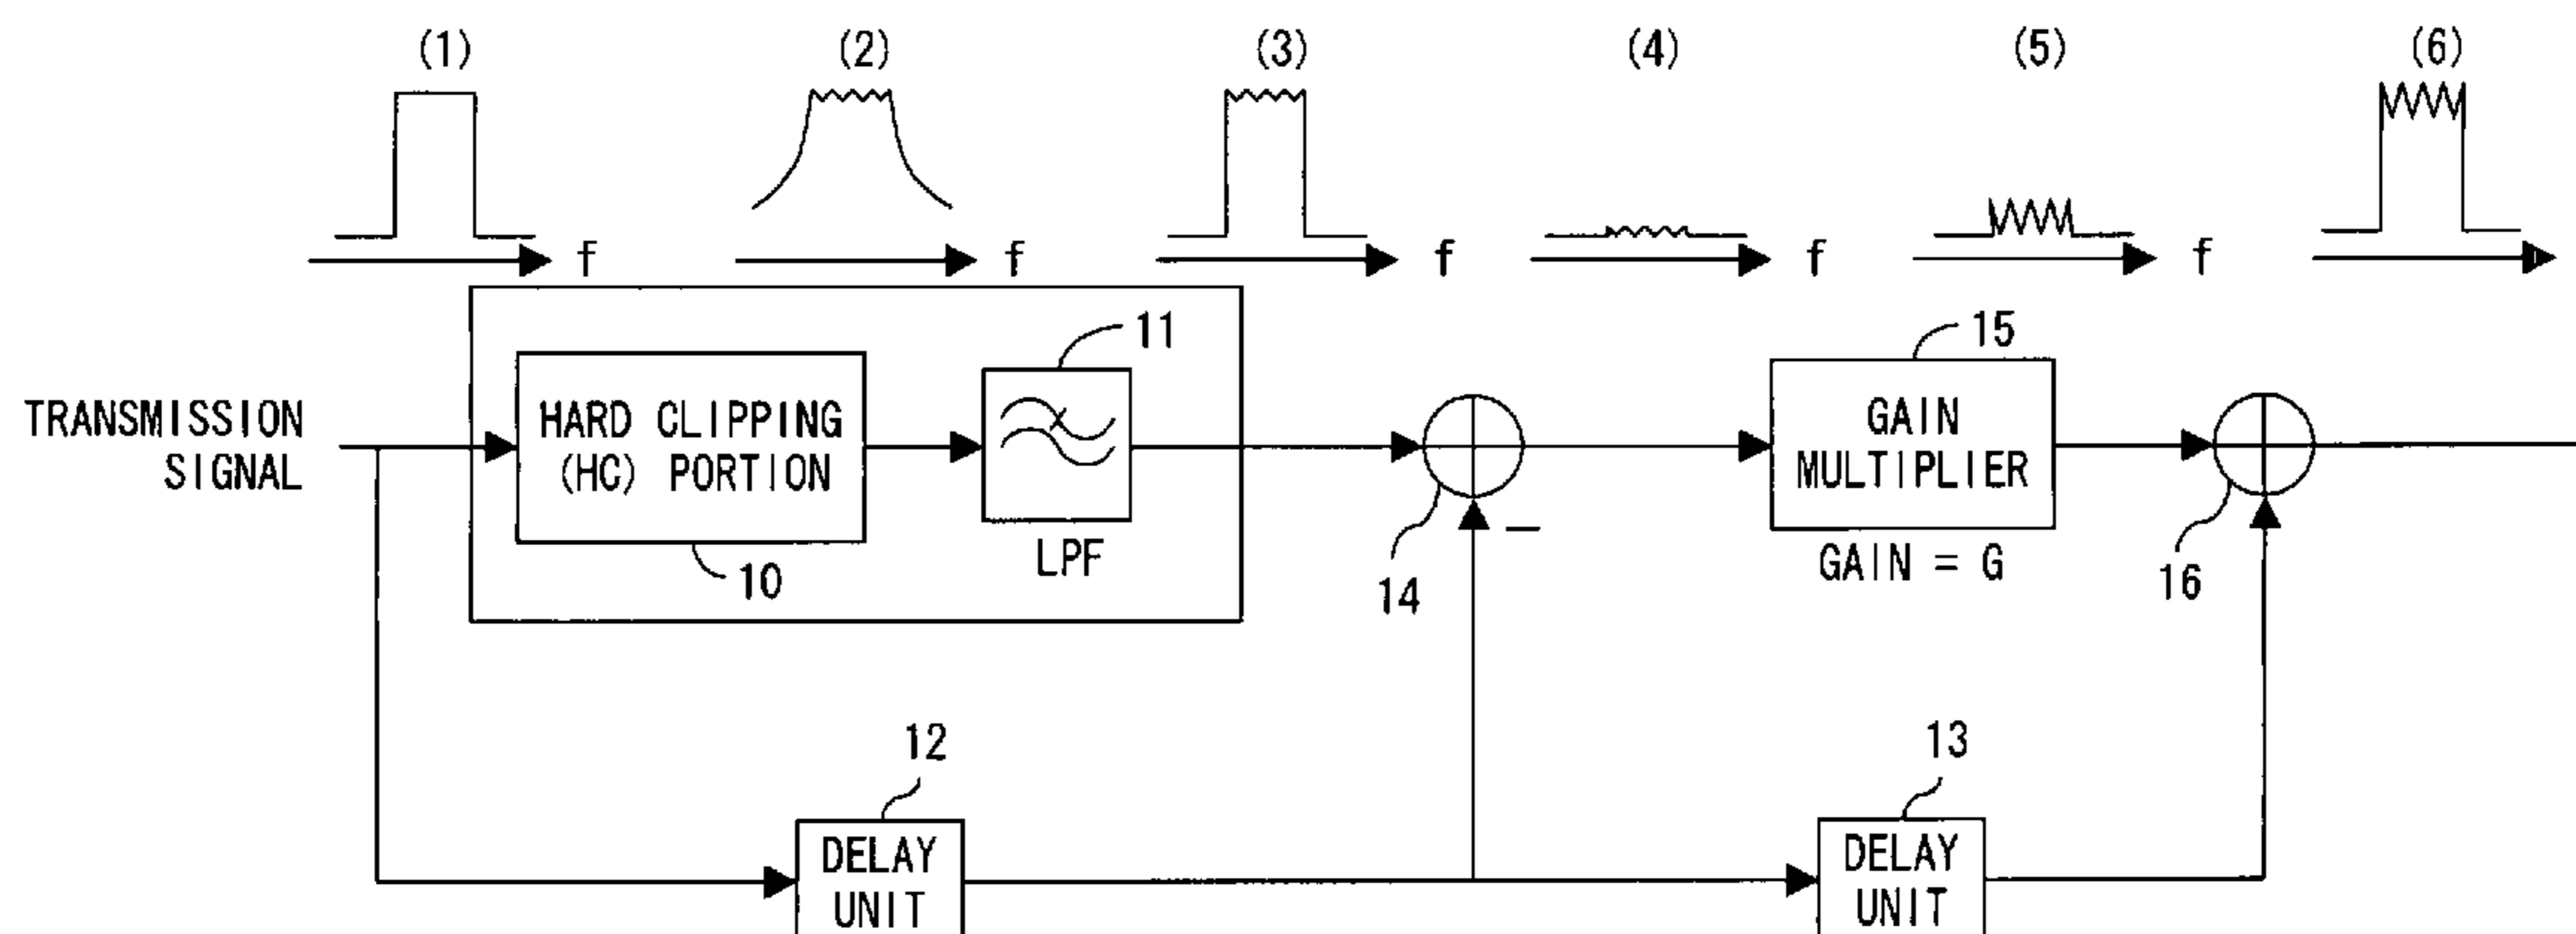 (1) (2) (3) (4) (5) (6)
f f f f f
11 15
TRANSMISSION
SIGNAL
HARD CLIPPING
(HC) PORTION
GAIN
MULTIPLIER
–
10 LPF 14 GAIN = G 16
12 13
DELAY
UNIT
DELAY
UNIT